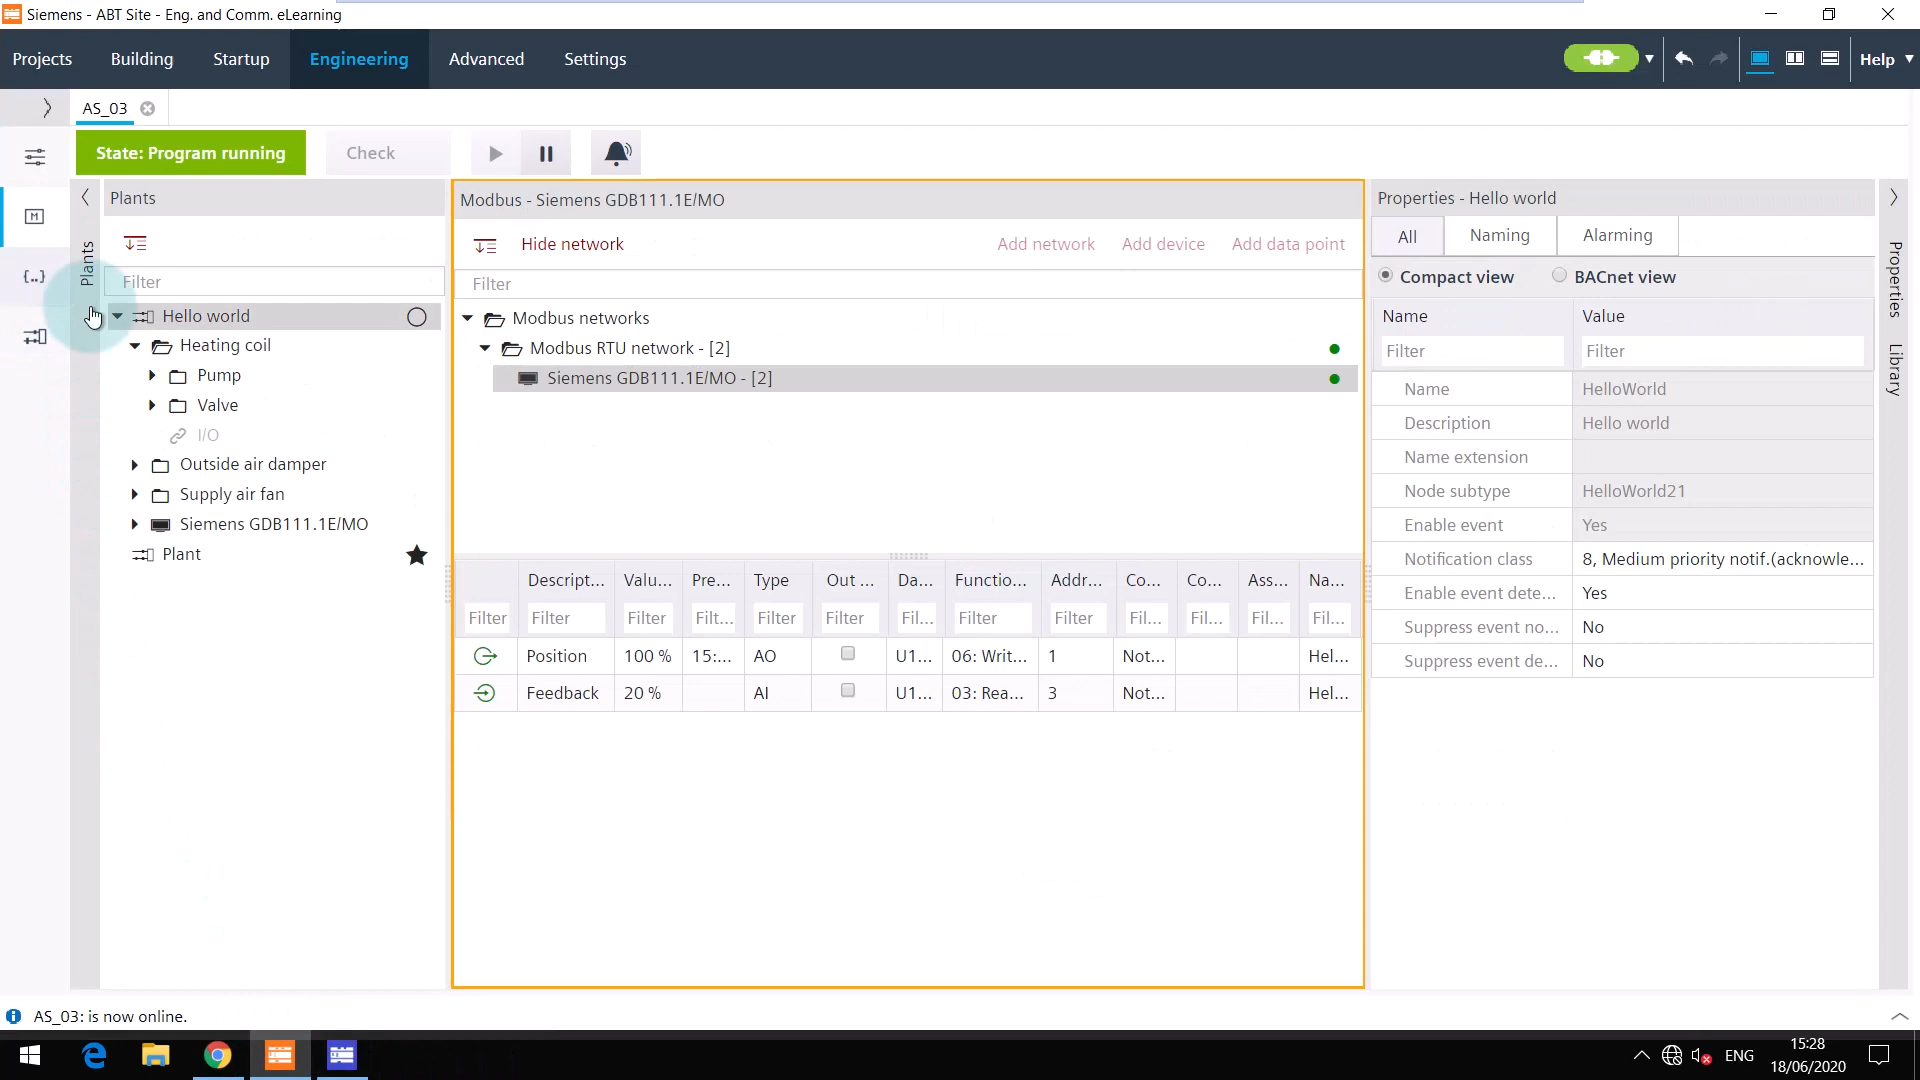 Siemens - ABT Site - Eng. and Comm. eLearning
Projects Building Startup Engineering Advanced Settings Help
AS_03
State: Program running Check
Plants
Plants
Filter
Hello world
Heating coil
Pump
Valve
I/O
Outside air damper
Supply air fan
Siemens GDB111.1E/MO
Plant
M
{..}
Modbus - Siemens GDB111.1E/MO
Hide network Add network Add device Add data point
Filter
Modbus networks
Modbus RTU network - [2]
Siemens GDB111.1E/MO - [2]
Descript... Valu... Pre... Type Out ... Da... Functio... Addr... Co... Co... Ass... Na...
Filter Filter Filter Filt... Filter Filter Fil... Filter Filter Fil... Fil... Fil... Fil...
Position 100 % 15:... AO U1... 06: Writ... 1 Not... Hel...
Feedback 20 % AI U1... 03: Rea... 3 Not... Hel...
Properties - Hello world
All Naming Alarming
Compact view BACnet view
Name Value
Filter Filter
Name HelloWorld
Description Hello world
Name extension
Node subtype HelloWorld21
Enable event Yes
Notification class 8, Medium priority notif.(acknowle...
Enable event dete... Yes
Suppress event no... No
Suppress event de... No
Properties
Library
AS_03: is now online.
ENG
15:28
18/06/2020